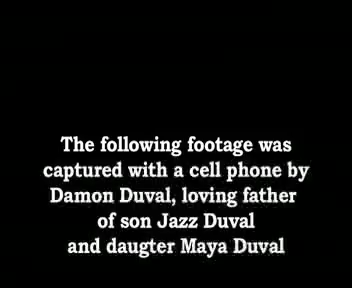 The following footage was
captured with a cell phone by
Damon Duval, loving father
of son Jazz Duval
and daugter Maya Duval